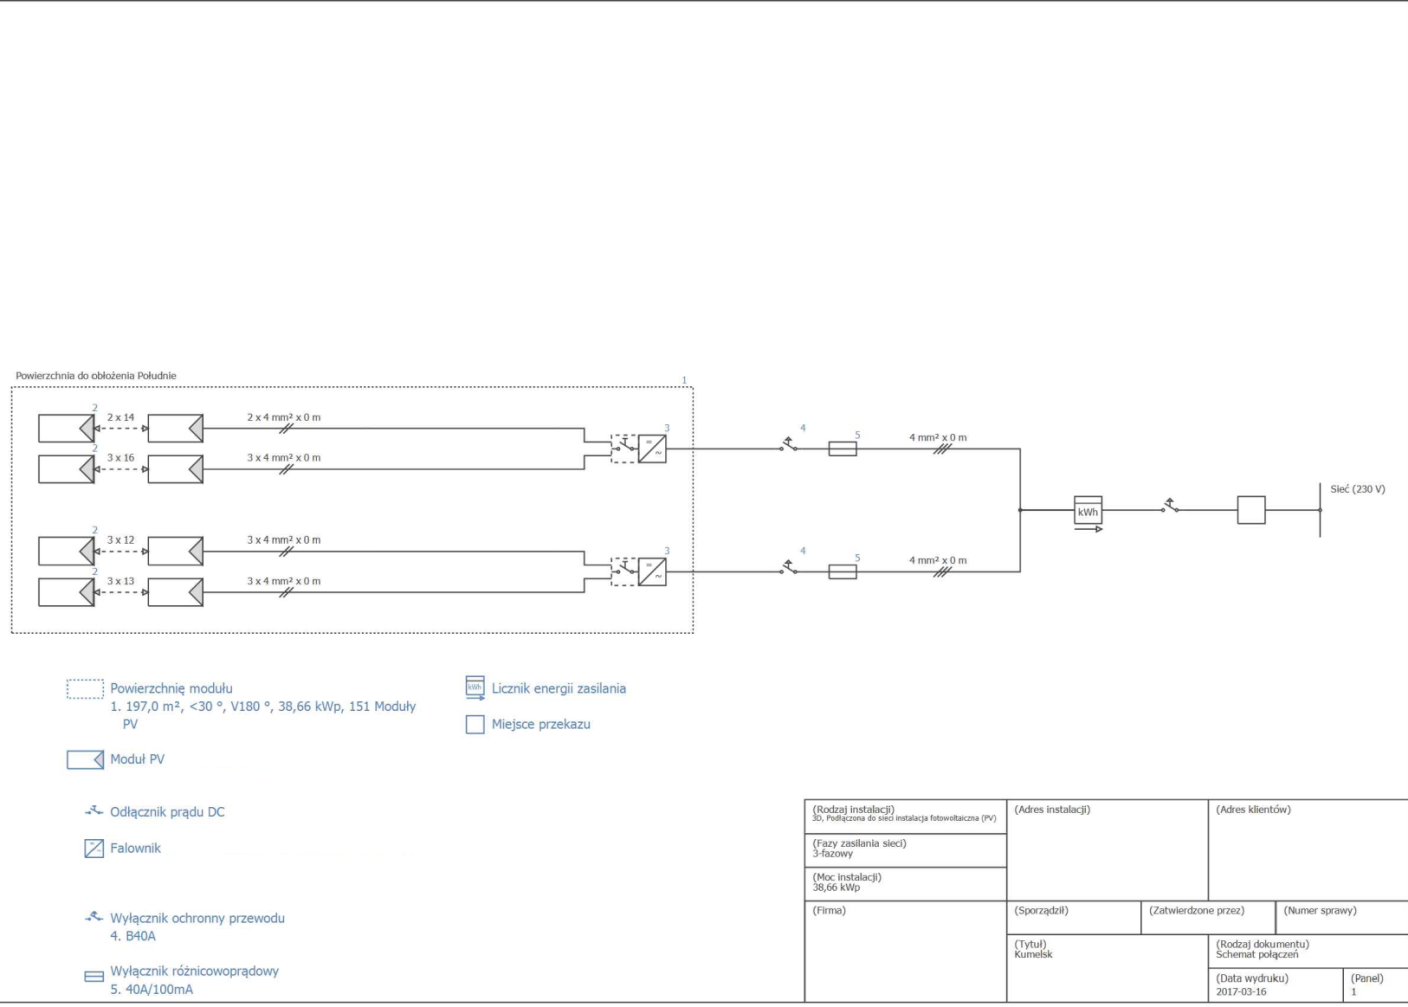 Powierzchnia do obłożenia Południe
1
2
2 x 14
2 x 4 mm² x 0 m
2
3 x 16
3 x 4 mm² x 0 m
3
4
5
4 mm² x 0 m
kWh
Sieć (230 V)
2
3 x 12
3 x 4 mm² x 0 m
2
3 x 13
3 x 4 mm² x 0 m
3
4
5
4 mm² x 0 m
Powierzchnię modułu
1. 197,0 m², <30 °, V180 °, 38,66 kWp, 151 Moduły
PV
Moduł PV
Odłącznik prądu DC
Falownik
Wyłącznik ochronny przewodu
4. B40A
Wyłącznik różnicowoprądowy
5. 40A/100mA
kWh
Licznik energii zasilania
Miejsce przekazu
(Rodzaj instalacji)
3D, Podłączona do sieci instalacja fotowoltaiczna (PV)
(Fazy zasilania sieci)
3-fazowy
(Moc instalacji)
38,66 kWp
(Firma)
(Adres instalacji)
(Adres klientów)
(Sporządził)
(Zatwierdzone przez)
(Numer sprawy)
(Tytuł)
Kumelsk
(Rodzaj dokumentu)
Schemat połączeń
(Data wydruku)
2017-03-16
(Panel)
1